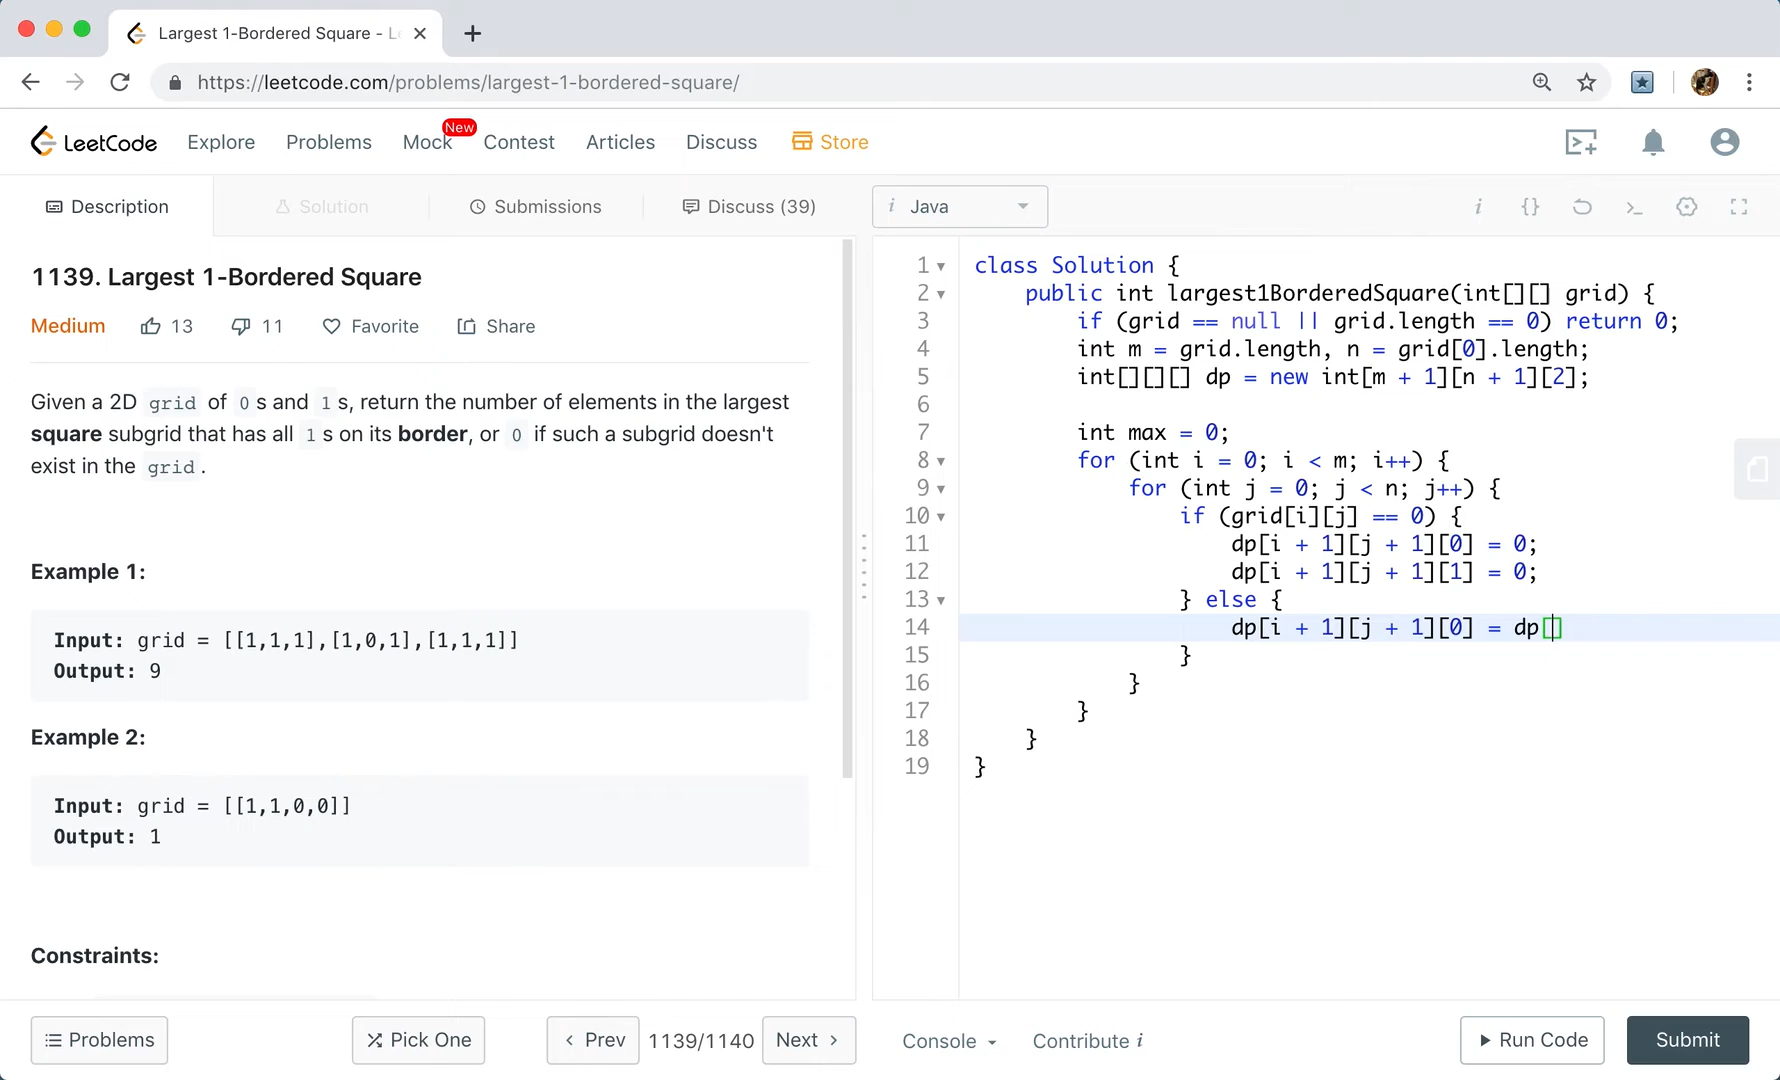 Largest 1-Bordered Square - Le
https://leetcode.com/problems/largest-1-bordered-square/
LeetCode
Explore
Problems
Mock
New
Contest
Articles
Discuss
Store
Description
Solution
Submissions
Discuss (39)
i Java
i {}
1139. Largest 1-Bordered Square
Medium 13 11 Favorite Share
Given a 2D grid of 0 s and 1 s, return the number of elements in the largest
square subgrid that has all 1 s on its border, or 0 if such a subgrid doesn't
exist in the grid.
Example 1:
Input: grid = [[1,1,1],[1,0,1],[1,1,1]]
Output: 9
Example 2:
Input: grid = [[1,1,0,0]]
Output: 1
Constraints:
1 class Solution {
2 public int largest1BorderedSquare(int[][] grid) {
3 if (grid == null || grid.length == 0) return 0;
4 int m = grid.length, n = grid[0].length;
5 int[][][] dp = new int[m + 1][n + 1][2];
6
7 int max = 0;
8 for (int i = 0; i < m; i++) {
9 for (int j = 0; j < n; j++) {
10 if (grid[i][j] == 0) {
11 dp[i + 1][j + 1][0] = 0;
12 dp[i + 1][j + 1][1] = 0;
13 } else {
14 dp[i + 1][j + 1][0] = dp[]
15 }
16 }
17 }
18 }
19 }
Problems
Pick One
Prev
1139/1140
Next
Console
Contribute i
Run Code
Submit